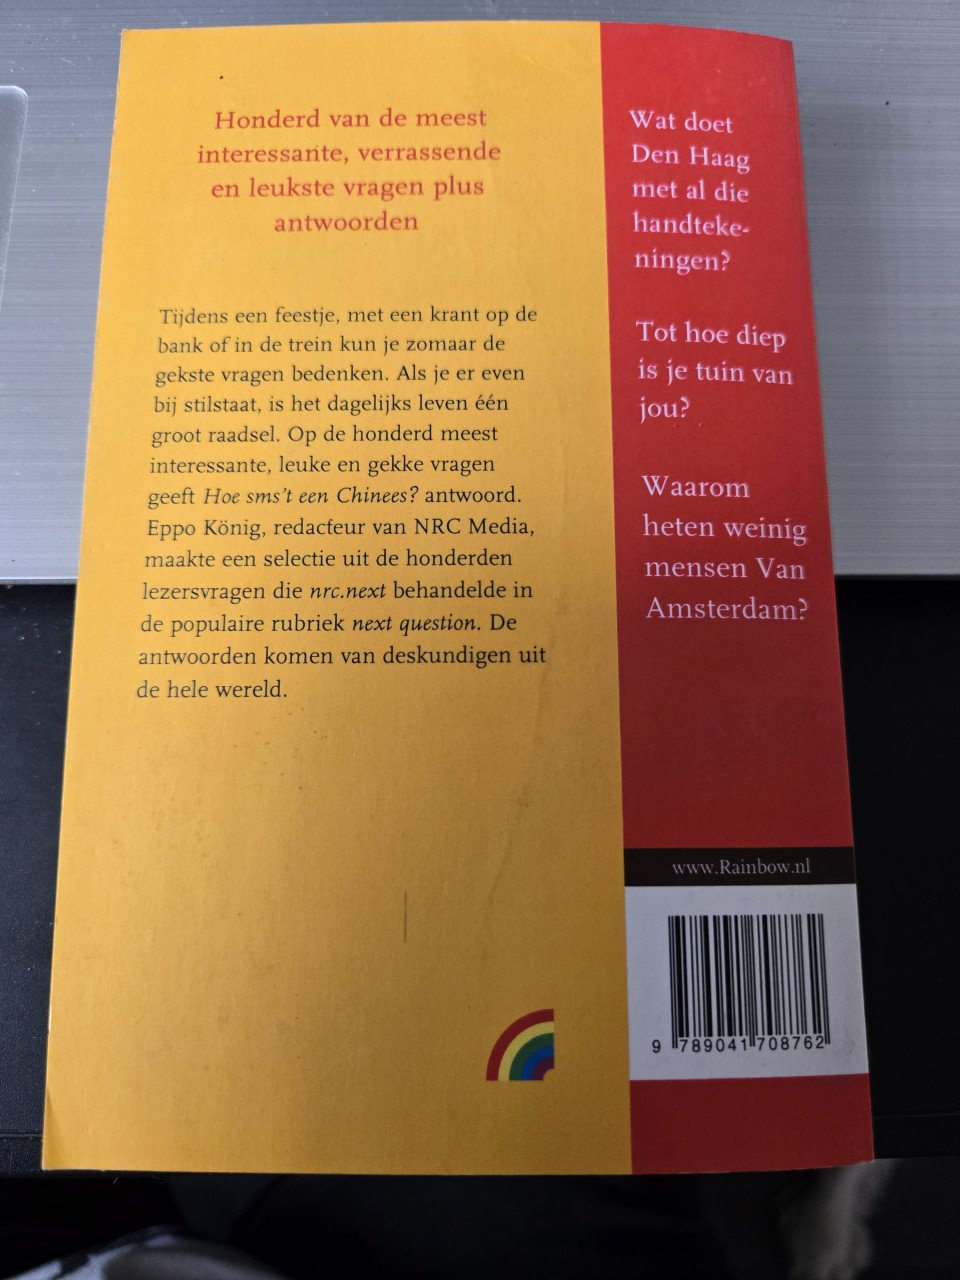 Honderd van de meest
interessante, verrassende
en leukste vragen plus
antwoorden
Tijdens een feestje, met een krant op de
bank of in de trein kun je zomaar de
gekste vragen bedenken. Als je er even
bij stilstaat, is het dagelijks leven één
groot raadsel. Op de honderd meest
interessante, leuke en gekke vragen
geeft Hoe sms't een Chinees? antwoord.
Eppo König, redacteur van NRC Media,
maakte een selectie uit de honderden
lezersvragen die nrc.next behandelde in
de populaire rubriek next question. De
antwoorden komen van deskundigen uit
de hele wereld.
Wat doet
Den Haag
met al die
handteke-
ningen?
Tot hoe diep
is je tuin van
jou?
Waarom
heten weinig
mensen Van
Amsterdam?
www.Rainbow.nl
9 789041 708762